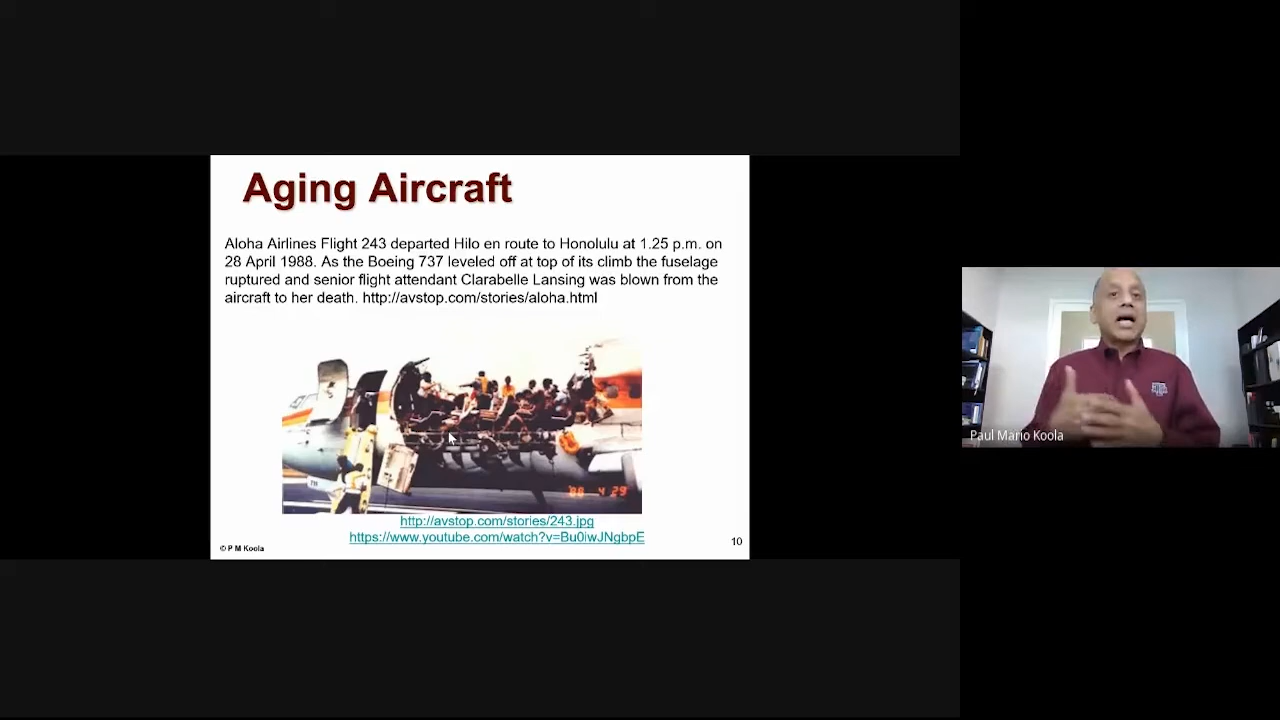 Aging Aircraft
Aloha Airlines Flight 243 departed Hilo en route to Honolulu at 1.25 p.m. on
28 April 1988. As the Boeing 737 leveled off at top of its climb the fuselage
ruptured and senior flight attendant Clarabelle Lansing was blown from the
aircraft to her death. http://avstop.com/stories/aloha.html
'88 4 29
http://avstop.com/stories/243.jpg
https://www.youtube.com/watch?v=Bu0iwJNgbpE
© P M Koola
10
Paul Mario Koola